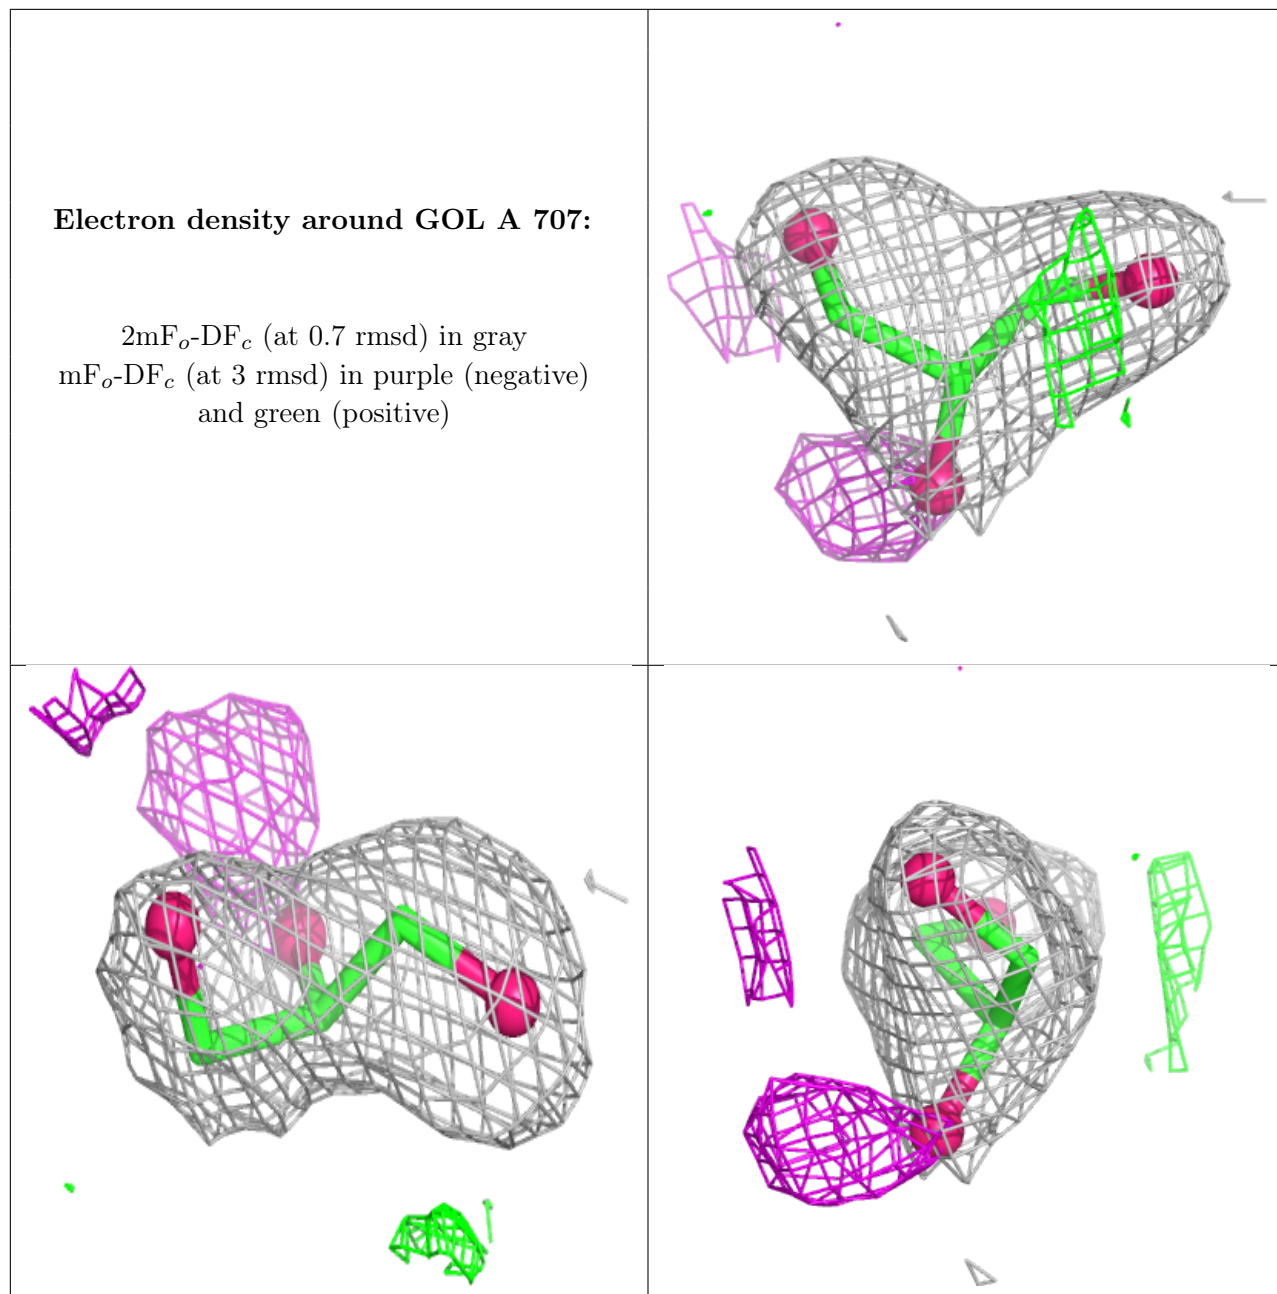 Electron density around GOL A 707:
2mFₒ-DF𝒸 (at 0.7 rmsd) in gray
mFₒ-DF𝒸 (at 3 rmsd) in purple (negative)
and green (positive)